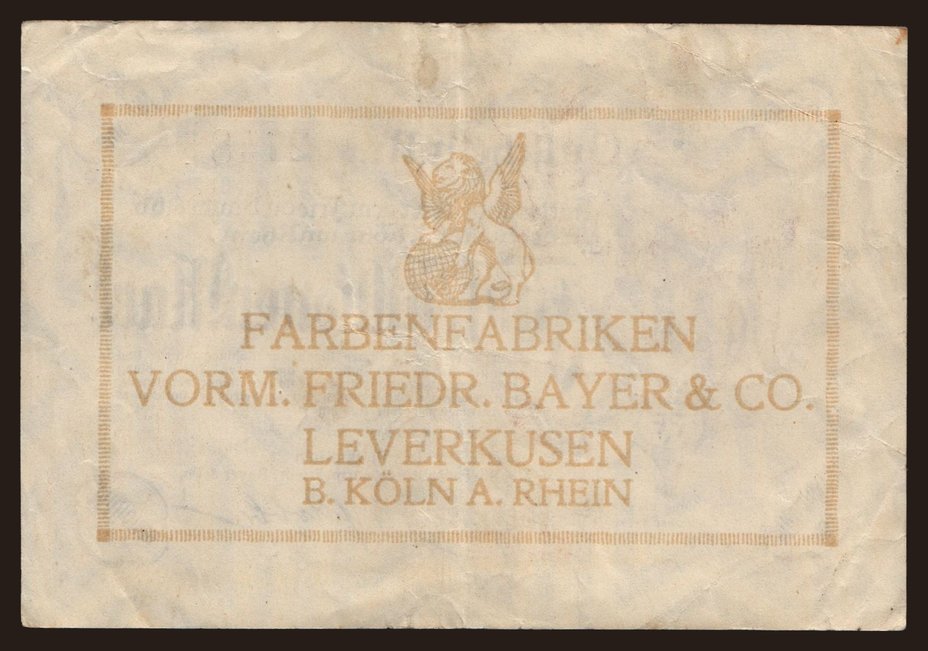 FARBENFABRIKEN
VORM. FRIEDR. BAYER & CO.
LEVERKUSEN
B. KÖLN A. RHEIN